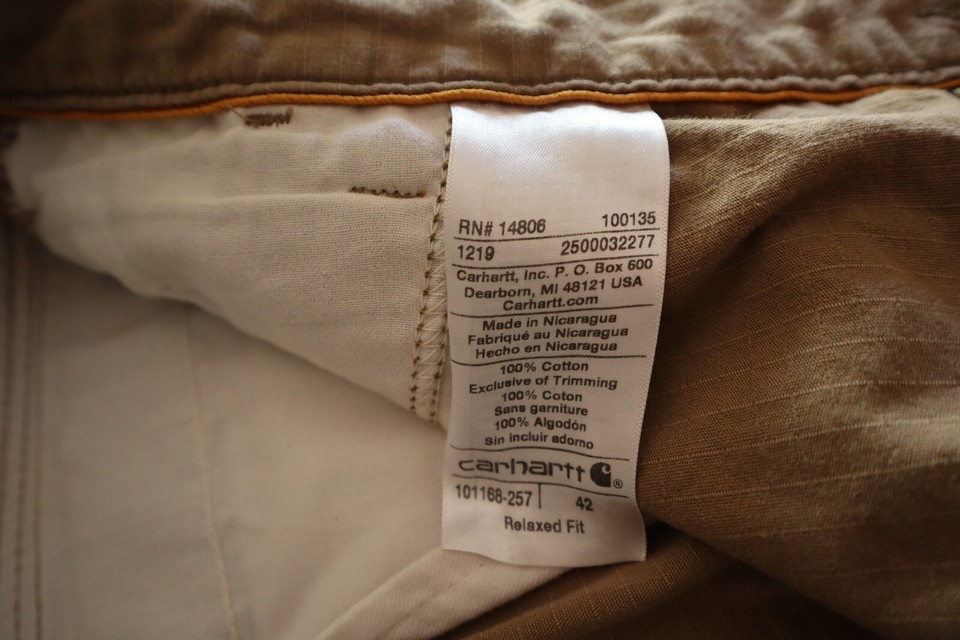 RN# 14806 100135
1219 2500032277
Carhartt, Inc. P. O. Box 600
Dearborn, MI 48121 USA
Carhartt.com
Made in Nicaragua
Fabriqué au Nicaragua
Hecho en Nicaragua
100% Cotton
Exclusive of Trimming
100% Coton
Sans garniture
100% Algodón
Sin incluir adorno
carhartt ®
101168-257 42
Relaxed Fit